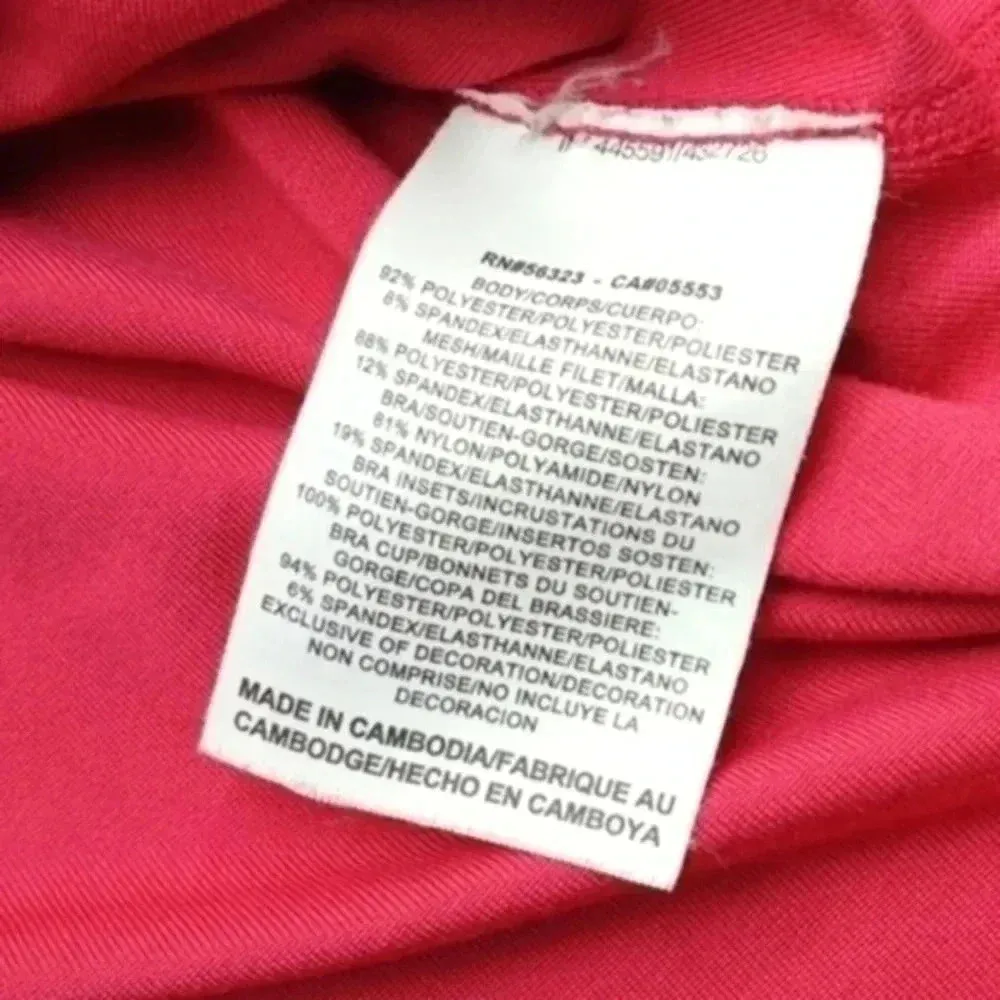 RN#56323 - CA#05553
BODY/CORPS/CUERPO:
92% POLYESTER/POLYESTER/POLIESTER
8% SPANDEX/ELASTHANNE/ELASTANO
MESH/MAILLE FILET/MALLA:
88% POLYESTER/POLYESTER/POLIESTER
12% SPANDEX/ELASTHANNE/ELASTANO
BRA/SOUTIEN-GORGE/SOSTEN:
81% NYLON/POLYAMIDE/NYLON
19% SPANDEX/ELASTHANNE/ELASTANO
BRA INSETS/INCRUSTATIONS DU
SOUTIEN-GORGE/INSERTOS SOSTEN:
100% POLYESTER/POLYESTER/POLIESTER
BRA CUP/BONNETS DU SOUTIEN-
GORGE/COPA DEL BRASSIERE:
94% POLYESTER/POLYESTER/POLIESTER
6% SPANDEX/ELASTHANNE/ELASTANO
EXCLUSIVE OF DECORATION/DECORATION
NON COMPRISE/NO INCLUYE LA
DECORACION
MADE IN CAMBODIA/FABRIQUE AU
CAMBODGE/HECHO EN CAMBOYA